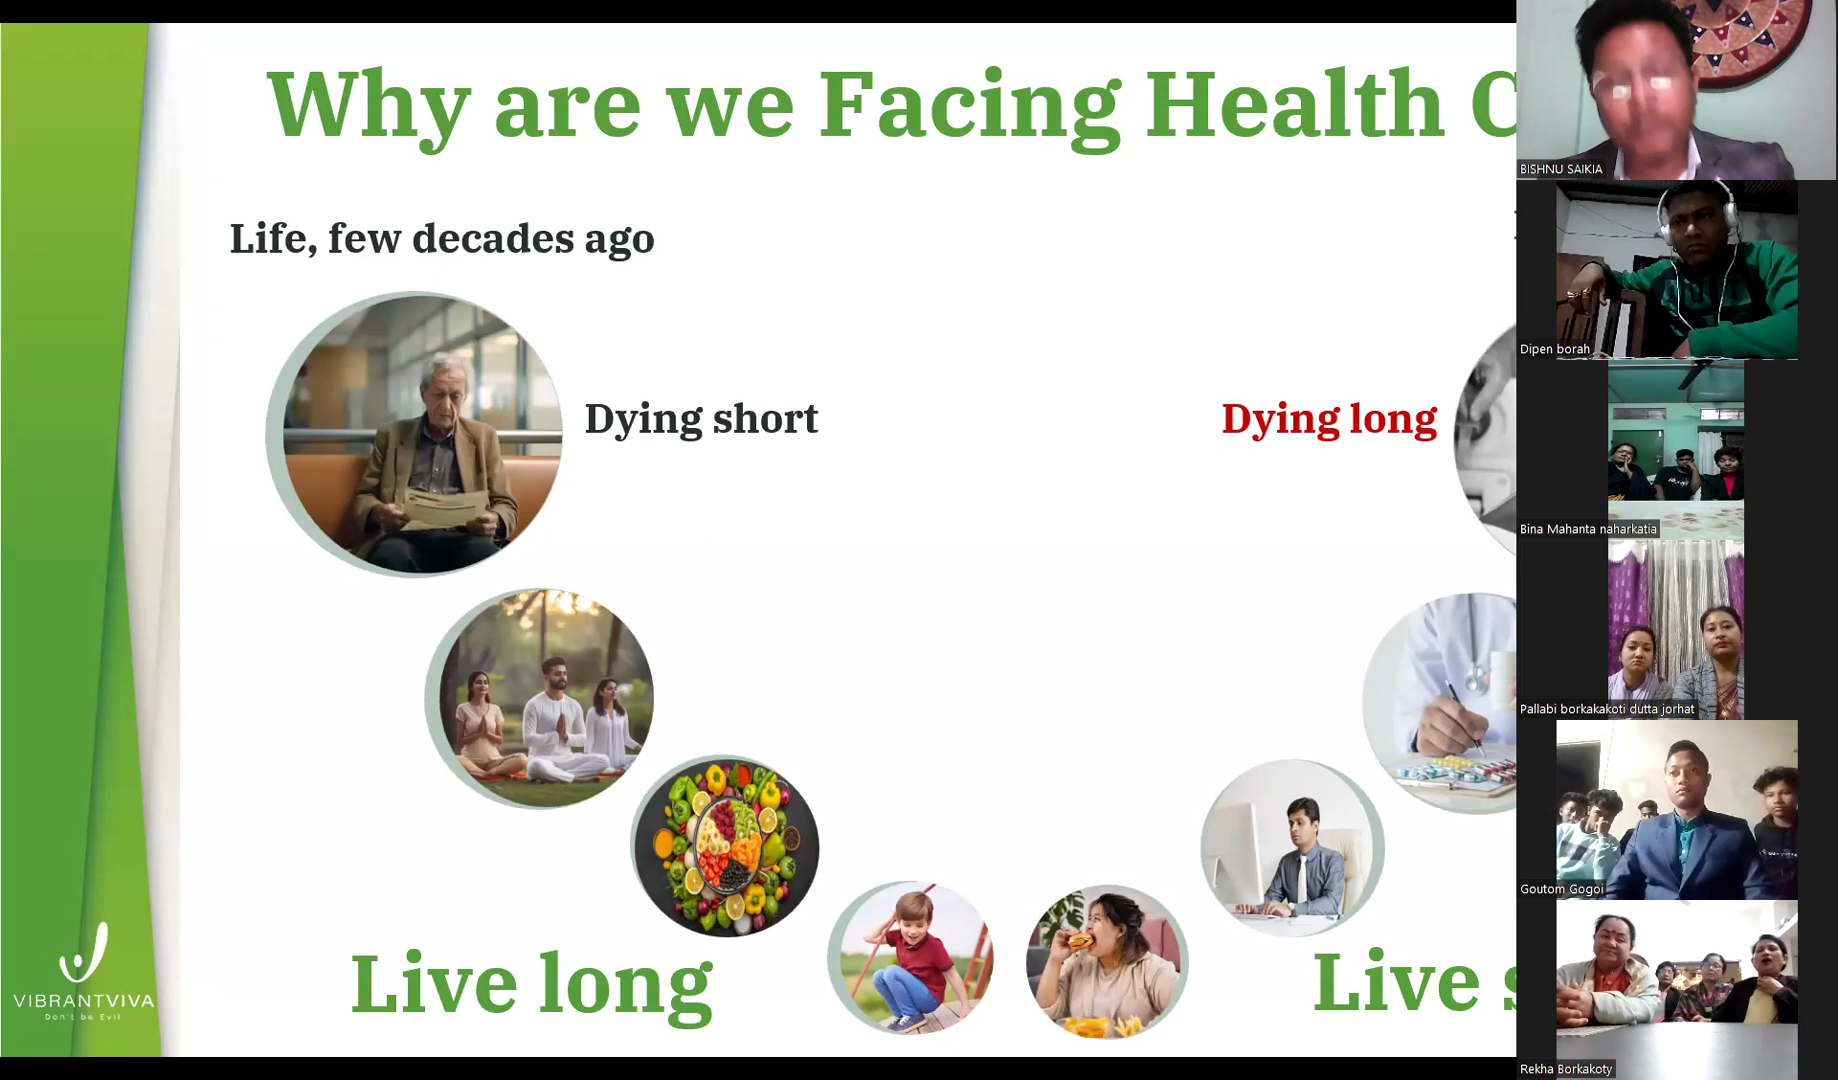 Why are we Facing Health C
Life, few decades ago
Dying short
Dying long
Live long
Live s
VIBRANTVIVA
Don't be Evil
BISHNU SAIKIA
Dipen borah
Bina Mahanta naharkatia
Pallabi borkakakoti dutta jorhat
Goutom Gogoi
Rekha Borkakoty